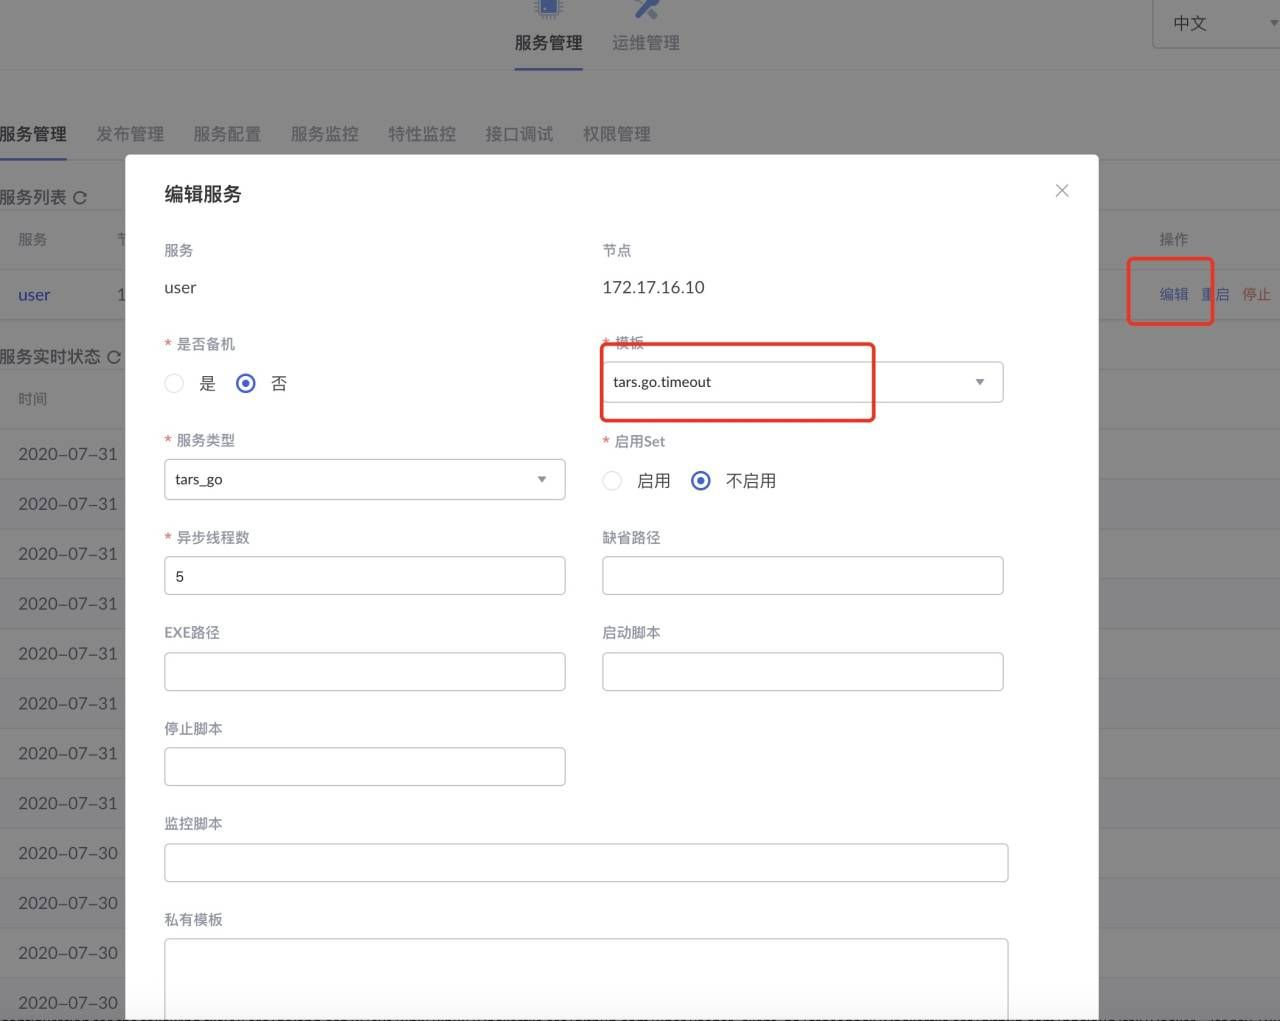 服务管理 运维管理
中文
服务管理 发布管理 服务配置 服务监控 特性监控 接口调试 权限管理
服务列表
服务
操作
user 1
编辑 重启 停止
服务实时状态
时间
2020-07-31
2020-07-31
2020-07-31
2020-07-31
2020-07-31
2020-07-31
2020-07-31
2020-07-31
2020-07-30
2020-07-30
2020-07-30
2020-07-30
编辑服务
服务 节点
user 172.17.16.10
* 是否备机 * 模板
是 否 tars.go.timeout
* 服务类型 * 启用Set
tars_go 启用 不启用
* 异步线程数 缺省路径
5
EXE路径 启动脚本
停止脚本
监控脚本
私有模板